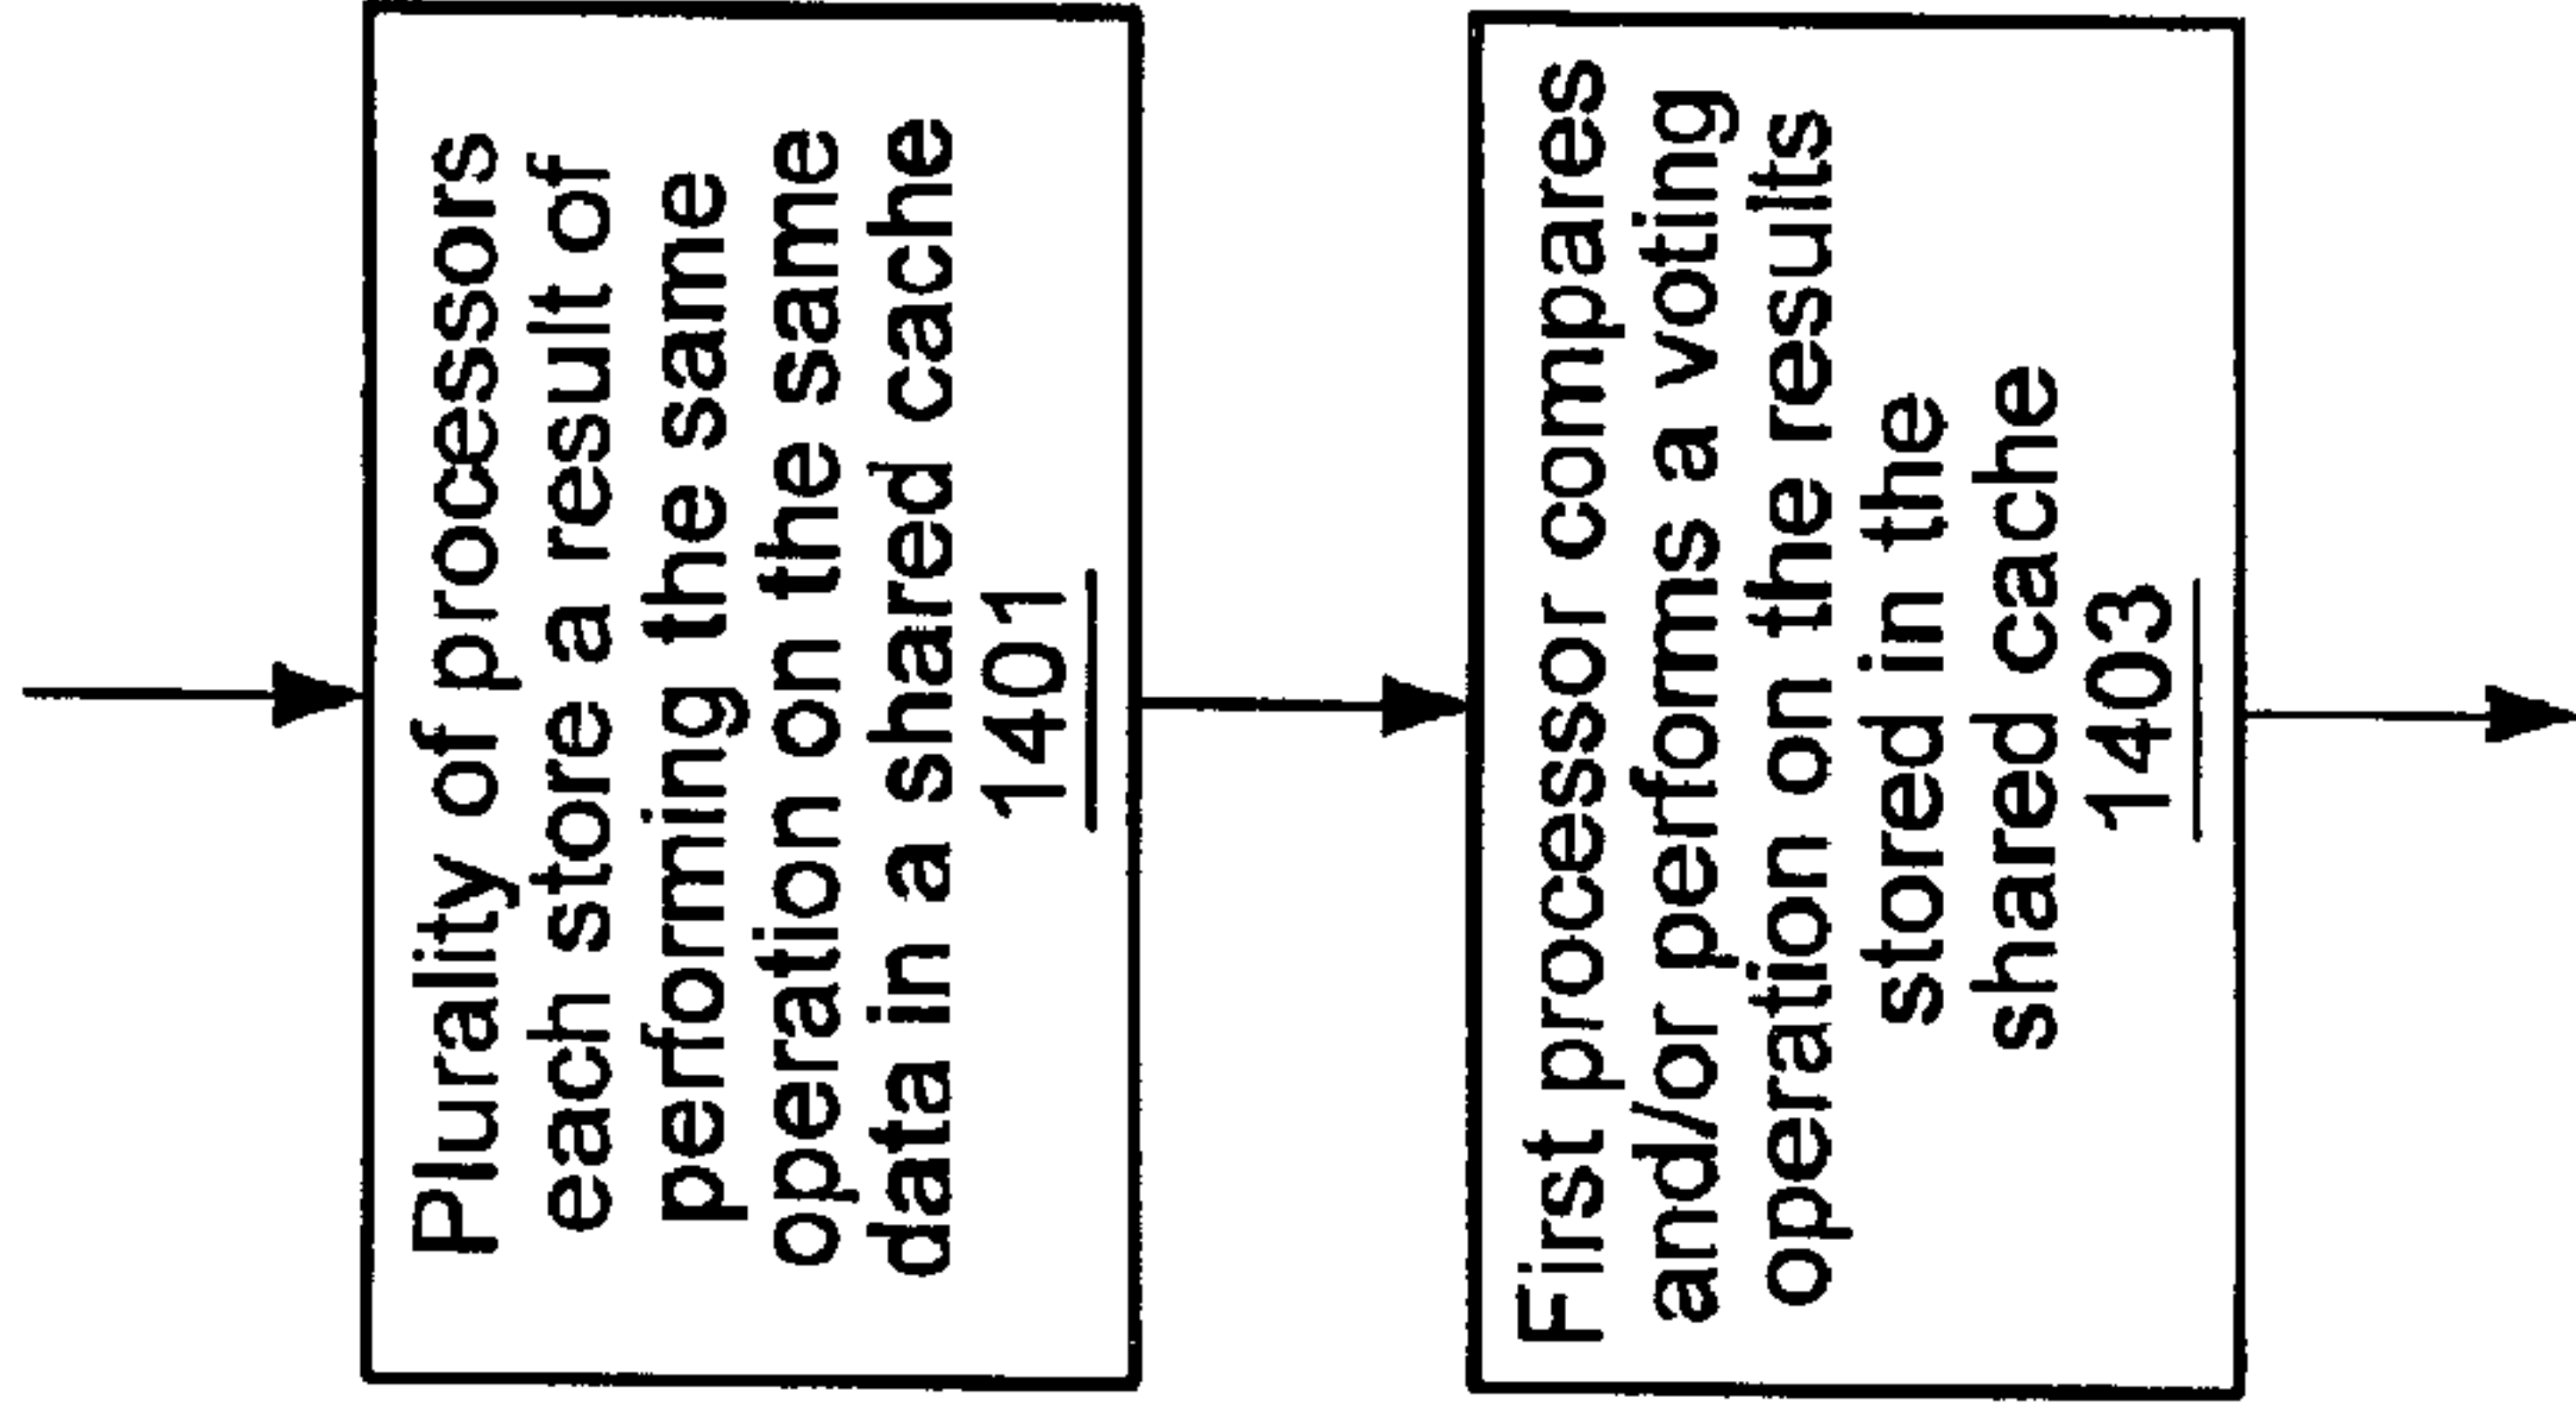 Plurality of processors
each store a result of
performing the same
operation on the same
data in a shared cache
1401
First processor compares
and/or performs a voting
operation on the results
stored in the
shared cache
1403